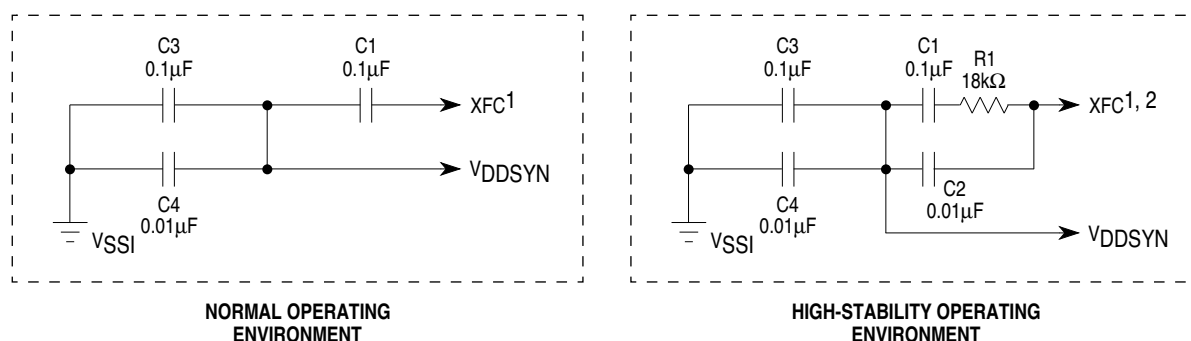 C3
0.1µF
C1
0.1µF
XFC1
VDDSYN
C4
0.01µF
VSSI
NORMAL OPERATING
ENVIRONMENT
C3
0.1µF
C1
0.1µF
R1
18kΩ
XFC1, 2
C4
0.01µF
C2
0.01µF
VSSI
VDDSYN
HIGH-STABILITY OPERATING
ENVIRONMENT